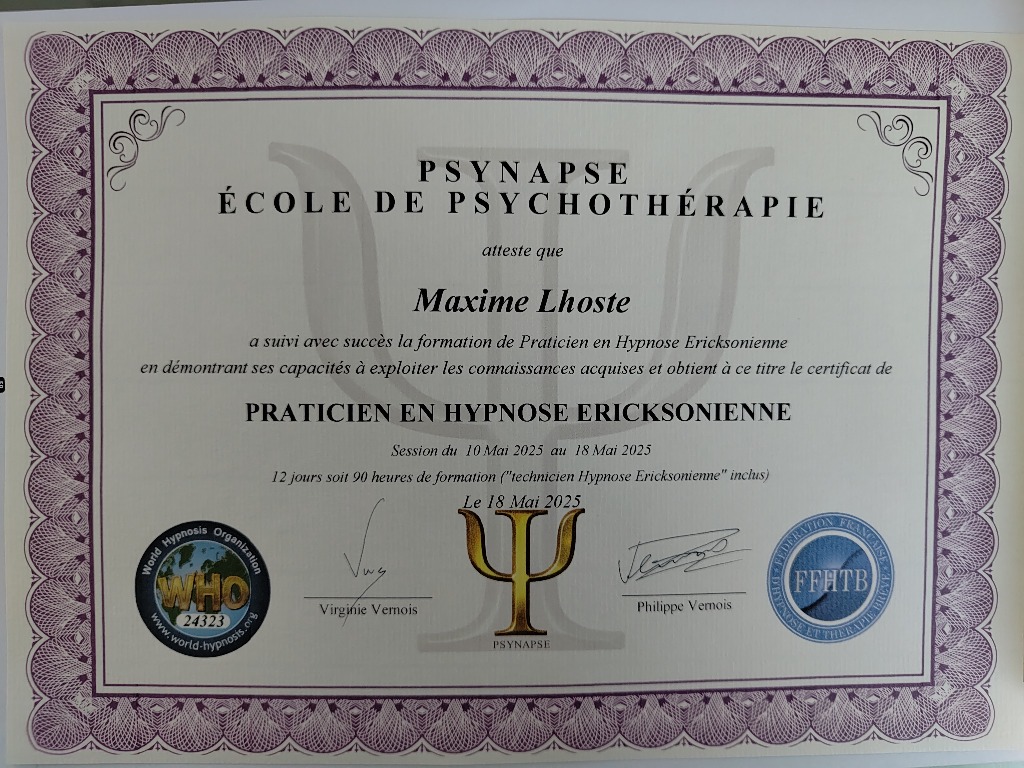 PSYNAPSE
ÉCOLE DE PSYCHOTHÉRAPIE
atteste que
Maxime Lhoste
a suivi avec succès la formation de Praticien en Hypnose Ericksonienne
en démontrant ses capacités à exploiter les connaissances acquises et obtient à ce titre le certificat de
PRATICIEN EN HYPNOSE ERICKSONIENNE
Session du 10 Mai 2025 au 18 Mai 2025
12 jours soit 90 heures de formation ("technicien Hypnose Ericksonienne" inclus)
Le 18 Mai 2025
World Hypnosis Organization
WHO
24323
www.world-hypnosis.org
Virginie Vernois
PSYNAPSE
Philippe Vernois
FÉDÉRATION FRANÇAISE
FFHTB
D'HYPNOSE ET THERAPIE